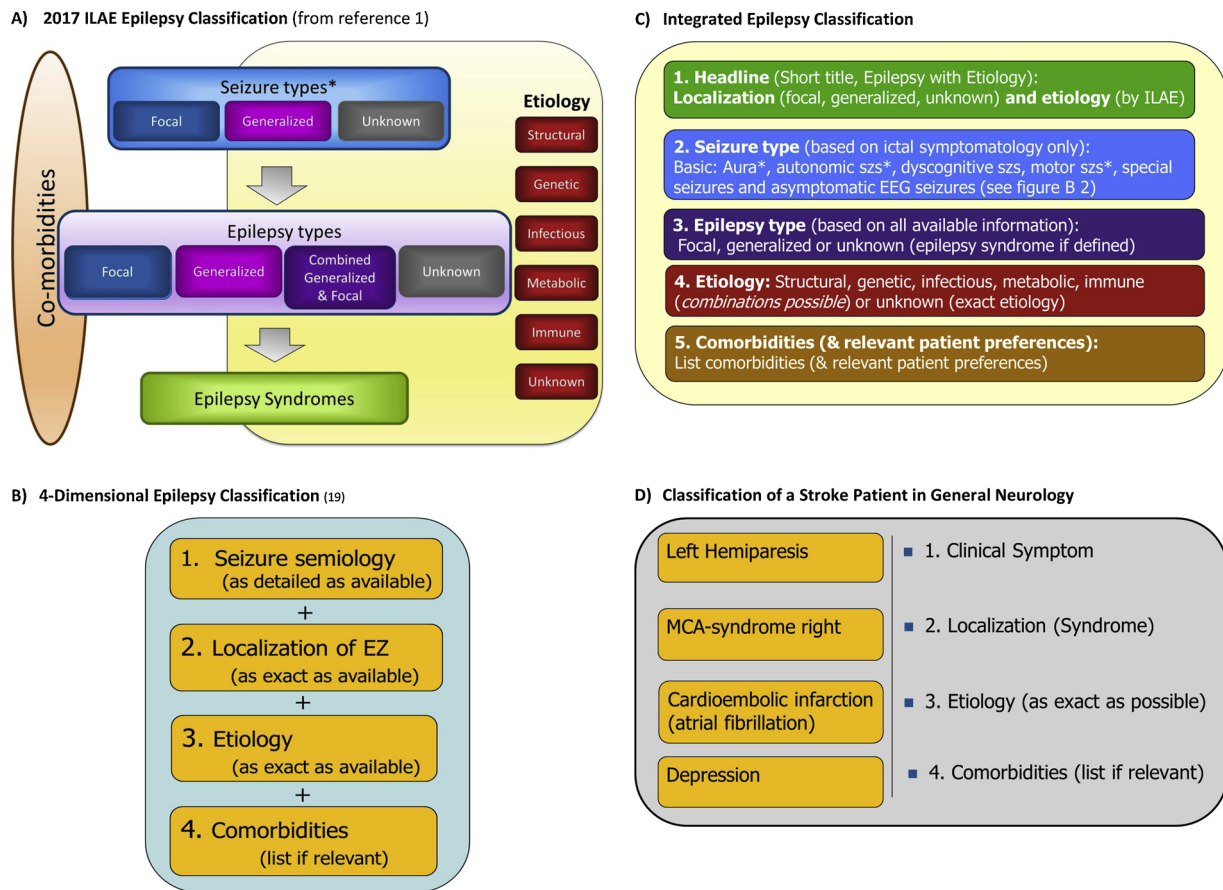 A) 2017 ILAE Epilepsy Classification (from reference 1)
Co-morbidities
Seizure types*
Focal
Generalized
Unknown
Epilepsy types
Focal
Generalized
Combined
Generalized
& Focal
Unknown
Epilepsy Syndromes
Etiology
Structural
Genetic
Infectious
Metabolic
Immune
Unknown
B) 4-Dimensional Epilepsy Classification (19)
1. Seizure semiology
(as detailed as available)
+
2. Localization of EZ
(as exact as available)
+
3. Etiology
(as exact as available)
+
4. Comorbidities
(list if relevant)
C) Integrated Epilepsy Classification
1. Headline (Short title, Epilepsy with Etiology):
Localization (focal, generalized, unknown) and etiology (by ILAE)
2. Seizure type (based on ictal symptomatology only):
Basic: Aura*, autonomic szs*, dyscognitive szs, motor szs*, special
seizures and asymptomatic EEG seizures (see figure B 2)
3. Epilepsy type (based on all available information):
Focal, generalized or unknown (epilepsy syndrome if defined)
4. Etiology: Structural, genetic, infectious, metabolic, immune
(combinations possible) or unknown (exact etiology)
5. Comorbidities (& relevant patient preferences):
List comorbidities (& relevant patient preferences)
D) Classification of a Stroke Patient in General Neurology
Left Hemiparesis
1. Clinical Symptom
MCA-syndrome right
2. Localization (Syndrome)
Cardioembolic infarction
(atrial fibrillation)
3. Etiology (as exact as possible)
Depression
4. Comorbidities (list if relevant)